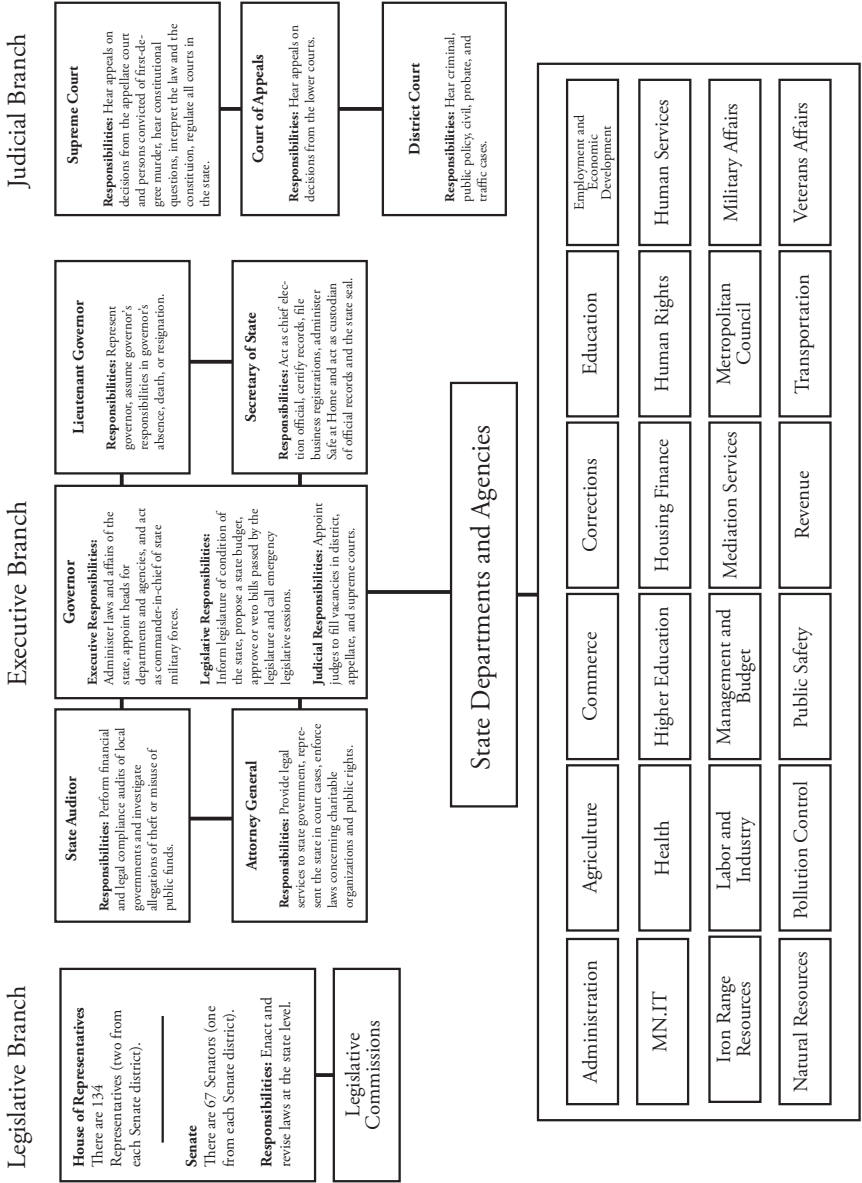 Legislative Branch
House of Representatives
There are 134
Representatives (two from
each Senate district).
Senate
There are 67 Senators (one
from each Senate district).
Responsibilities: Enact and
revise laws at the state level.
Legislative
Commissions
Executive Branch
State Auditor
Responsibilities: Perform financial
and legal compliance audits of local
governments and investigate
allegations of theft or misuse of
public funds.
Attorney General
Responsibilities: Provide legal
services to state government, repre-
sent the state in court cases, enforce
laws concerning charitable
organizations and public rights.
Governor
Executive Responsibilities:
Administer laws and affairs of the
state, appoint heads for
departments and agencies, and act
as commander-in-chief of state
military forces.
Legislative Responsibilities:
Inform legislature of condition of
the state, propose a state budget,
approve or veto bills passed by the
legislature and call emergency
legislative sessions.
Judicial Responsibilities: Appoint
judges to fill vacancies in district,
appellate, and supreme courts.
Lieutenant Governor
Responsibilities: Represent
governor, assume governor's
responsibilities in governor's
absence, death, or resignation.
Secretary of State
Responsibilities: Act as chief elec-
tion official, certify records, file
business registrations, administer
Safe at Home and act as custodian
of official records and the state seal.
Judicial Branch
Supreme Court
Responsibilities: Hear appeals on
decisions from the appellate court
and persons convicted of first-de-
gree murder, hear constitutional
questions, interpret the law and the
constituion, regulate all courts in
the state.
Court of Appeals
Responsibilities: Hear appeals on
decisions from the lower courts.
District Court
Responsibilities: Hear criminal,
public policy, civil, probate, and
traffic cases.
State Departments and Agencies
Administration
Agriculture
Commerce
Corrections
Education
Employment and
Economic
Development
MN.IT
Health
Higher Education
Housing Finance
Human Rights
Human Services
Iron Range
Resources
Labor and
Industry
Management and
Budget
Mediation Services
Metropolitan
Council
Military Affairs
Natural Resources
Pollution Control
Public Safety
Revenue
Transportation
Veterans Affairs